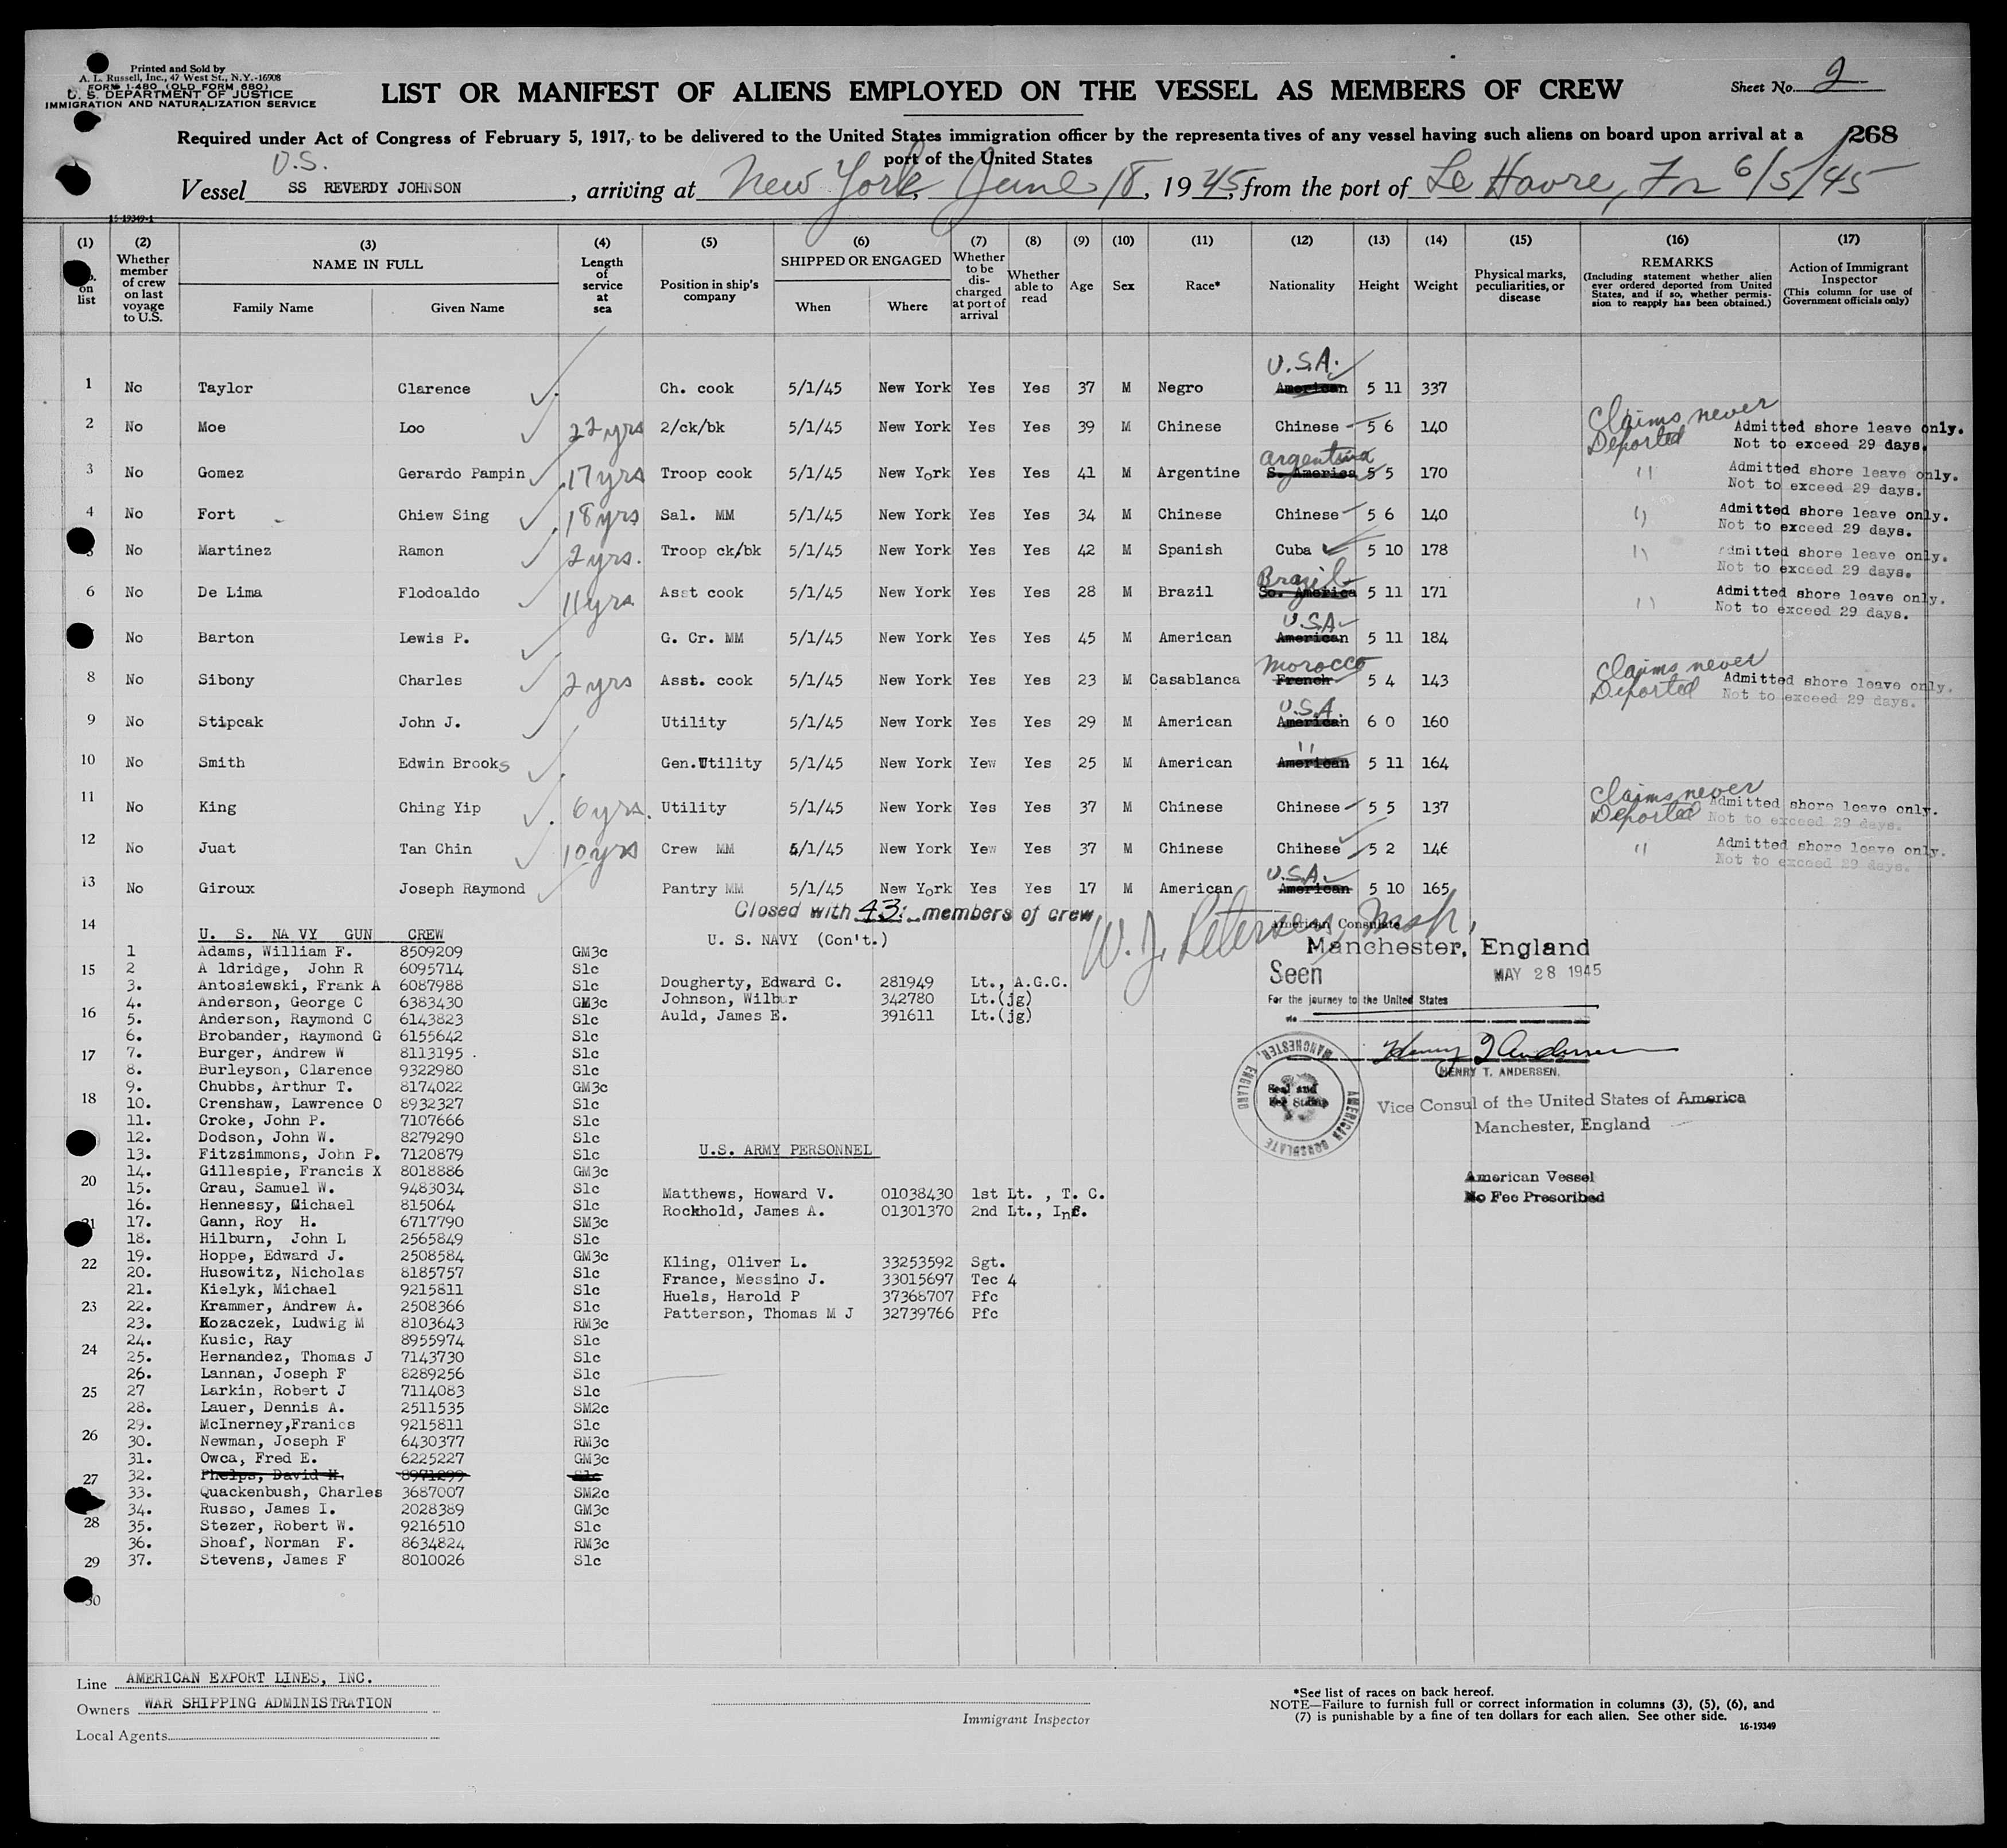 Printed and Sold by
A. L. Russell, Inc., 47 West St., N.Y.-16908
FORM 1-480 (OLD FORM 680)
U. S. DEPARTMENT OF JUSTICE
IMMIGRATION AND NATURALIZATION SERVICE
LIST OR MANIFEST OF ALIENS EMPLOYED ON THE VESSEL AS MEMBERS OF CREW
Sheet No. 2
Required under Act of Congress of February 5, 1917, to be delivered to the United States immigration officer by the representatives of any vessel having such aliens on board upon arrival at a
port of the United States
268
U.S.
Vessel SS REVERDY JOHNSON, arriving at New York, June 18, 1945, from the port of Le Havre, Fr 6/5/45
15-19349-1
(1) (2) (3) (4) (5) (6) (7) (8) (9) (10) (11) (12) (13) (14) (15) (16) (17)
No. on list
Whether member of crew on last voyage to U.S.
NAME IN FULL
Family Name Given Name
Length of service at sea
Position in ship's company
SHIPPED OR ENGAGED
When Where
Whether to be discharged at port of arrival
Whether able to read
Age Sex Race* Nationality Height Weight
Physical marks, peculiarities, or disease
REMARKS
(Including statement whether alien ever ordered deported from United States, and if so, whether permission to reapply has been obtained.)
Action of Immigrant Inspector
(This column for use of Government officials only)
1 No Taylor Clarence Ch. cook 5/1/45 New York Yes Yes 37 M Negro American U.S.A. 5 11 337
2 No Moe Loo 22 yrs 2/ck/bk 5/1/45 New York Yes Yes 39 M Chinese Chinese 5 6 140 Claims never Deported Admitted shore leave only. Not to exceed 29 days.
3 No Gomez Gerardo Pampin 17 yrs Troop cook 5/1/45 New York Yes Yes 41 M Argentine S. America Argentina 5 5 170 " Admitted shore leave only. Not to exceed 29 days.
4 No Fort Chiew Sing 18 yrs Sal. MM 5/1/45 New York Yes Yes 34 M Chinese Chinese 5 6 140 " Admitted shore leave only. Not to exceed 29 days.
5 No Martinez Ramon 2 yrs. Troop ck/bk 5/1/45 New York Yes Yes 42 M Spanish Cuba 5 10 178 " Admitted shore leave only. Not to exceed 29 days.
6 No De Lima Flodoaldo 11 yrs Asst cook 5/1/45 New York Yes Yes 28 M Brazil So. America Brazil 5 11 171 " Admitted shore leave only. Not to exceed 29 days.
No Barton Lewis P. G. Cr. MM 5/1/45 New York Yes Yes 45 M American American U.S.A. 5 11 184
8 No Sibony Charles 2 yrs Asst. cook 5/1/45 New York Yes Yes 23 M Casablanca French Morocco 5 4 143 Claims never Deported Admitted shore leave only. Not to exceed 29 days.
9 No Stipcak John J. Utility 5/1/45 New York Yes Yes 29 M American American U.S.A. 6 0 160
10 No Smith Edwin Brooks Gen.Utility 5/1/45 New York Yew Yes 25 M American American " 5 11 164
11 No King Ching Yip 6 yrs. Utility 5/1/45 New York Yes Yes 37 M Chinese Chinese 5 5 137 Claims never Deported Admitted shore leave only. Not to exceed 29 days.
12 No Juat Tan Chin 10 yrs Crew MM 5/1/45 New York Yew Yes 37 M Chinese Chihese 5 2 146 " Admitted shore leave only. Not to exceed 29 days.
13 No Giroux Joseph Raymond Pantry MM 5/1/45 New York Yes Yes 17 M American American U.S.A. 5 10 165
Closed with 43 members of crew
W. J. Petersen, Mstr.
14
15
16
17
18
20
21
22
23
24
25
26
27
28
29
30
U. S. NA VY GUN CREW
1 Adams, William F. 8509209 GM3c
2 A ldridge, John R 6095714 S1c
3. Antosiewski, Frank A 6087988 S1c
4. Anderson, George C 6383430 GM3c
5. Anderson, Raymond C 6143823 S1c
6. Brobander, Raymond G 6155642 S1c
7. Burger, Andrew W 8113195 S1c
8. Burleyson, Clarence 9322980 S1c
9. Chubbs, Arthur T. 8174022 GM3c
10. Crenshaw, Lawrence O 8932327 S1c
11. Croke, John P. 7107666 S1c
12. Dodson, John W. 8279290 S1c
13. Fitzsimmons, John P. 7120879 S1c
14. Gillespie, Francis X 8018886 GM3c
15. Grau, Samuel W. 9483034 S1c
16. Hennessy, Michael 815064 S1c
17. Gann, Roy H. 6717790 SM3c
18. Hilburn, John L 2565849 S1c
19. Hoppe, Edward J. 2508584 GM3c
20. Husowitz, Nicholas 8185757 S1c
21. Kielyk, Michael 9215811 S1c
22. Krammer, Andrew A. 2508366 S1c
23. Kozaczek, Ludwig M 8103643 RM3c
24. Kusic, Ray 8955974 S1c
25. Hernandez, Thomas J 7143730 S1c
26. Lannan, Joseph F 8289256 S1c
27 Larkin, Robert J 7114083 S1c
28. Lauer, Dennis A. 2511535 SM2c
29. McInerney,Franics 9215811 S1c
30. Newman, Joseph F 6430377 RM3c
31. Owca, Fred E. 6225227 GM3c
32. Phelps, David H. 8971299 S1c
33. Quackenbush, Charles 3687007 SM2c
34. Russo, James I. 2028389 GM3c
35. Stezer, Robert W. 9216510 S1c
36. Shoaf, Norman F. 8634824 RM3c
37. Stevens, James F 8010026 S1c
U. S. NAVY (Con't.)
Dougherty, Edward C. 281949 Lt., A.G.C.
Johnson, Wilbur 342780 Lt.(jg)
Auld, James E. 391611 Lt.(jg)
U.S. ARMY PERSONNEL
Matthews, Howard V. 01038430 1st Lt. , T. C.
Rockhold, James A. 01301370 2nd Lt., Inf.
Kling, Oliver L. 33253592 Sgt.
France, Messino J. 33015697 Tec 4
Huels, Harold P 37368707 Pfc
Patterson, Thomas M J 32739766 Pfc
American Consulate
Manchester, England
Seen MAY 28 1945
For the journey to the United States
via
Henry T Andersen
HENRY T. ANDERSEN.
Vice Consul of the United States of America
Manchester, England
AMERICAN CONSULATE MANCHESTER, ENGLAND
Seal and
Fee Stamp
American Vessel
No Fee Prescribed
Line AMERICAN EXPORT LINES, INC.
Owners WAR SHIPPING ADMINISTRATION
Local Agents
Immigrant Inspector
*See list of races on back hereof.
NOTE—Failure to furnish full or correct information in columns (3), (5), (6), and
(7) is punishable by a fine of ten dollars for each alien. See other side.
16-19349